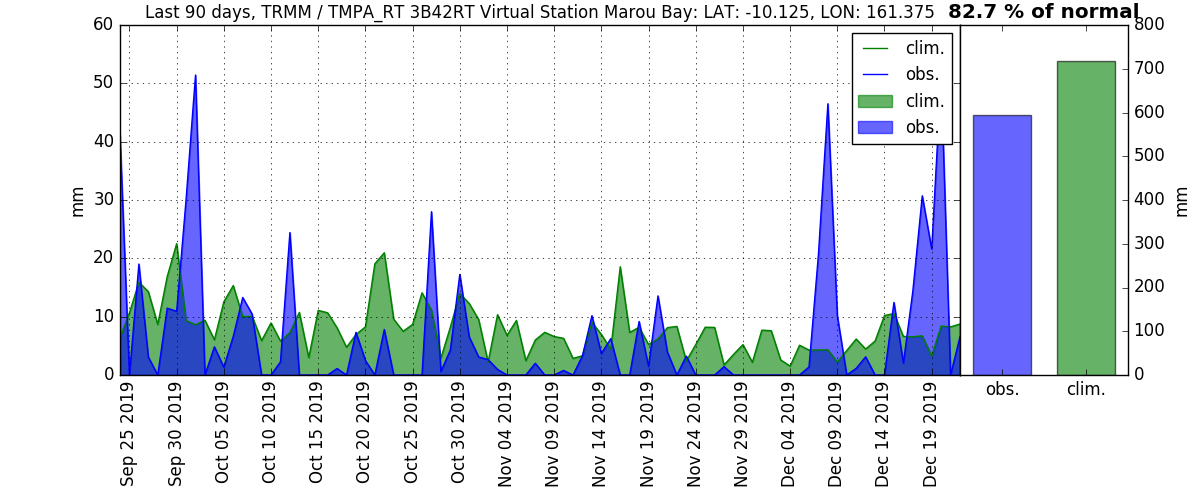 Last 90 days, TRMM / TMPA_RT 3B42RT Virtual Station Marou Bay: LAT: -10.125, LON: 161.375 82.7 % of normal
60
50
40
30
20
10
0
mm
clim.
obs.
clim.
obs.
800
700
600
500
400
300
200
100
0
mm
Sep 25 2019
Sep 30 2019
Oct 05 2019
Oct 10 2019
Oct 15 2019
Oct 20 2019
Oct 25 2019
Oct 30 2019
Nov 04 2019
Nov 09 2019
Nov 14 2019
Nov 19 2019
Nov 24 2019
Nov 29 2019
Dec 04 2019
Dec 09 2019
Dec 14 2019
Dec 19 2019
obs.
clim.